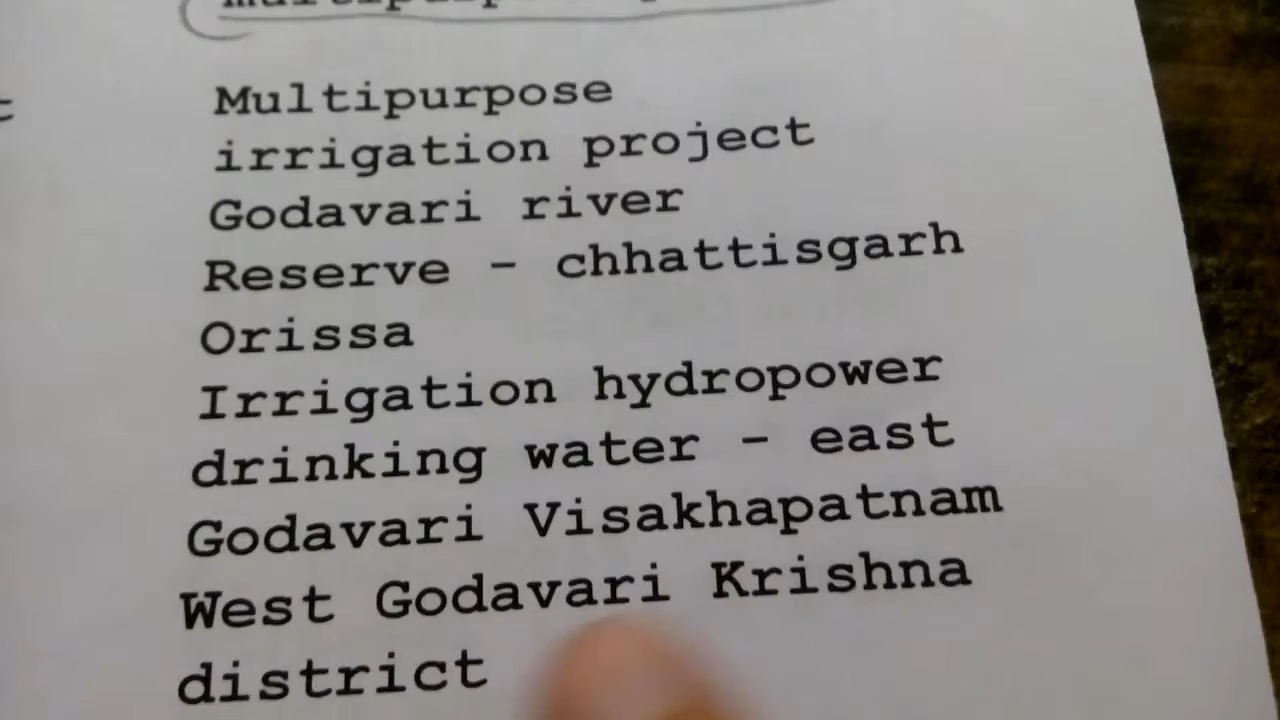 Multipurpose
irrigation project
Godavari river
Reserve - chhattisgarh
Orissa
Irrigation hydropower
drinking water - east
Godavari Visakhapatnam
West Godavari Krishna
district